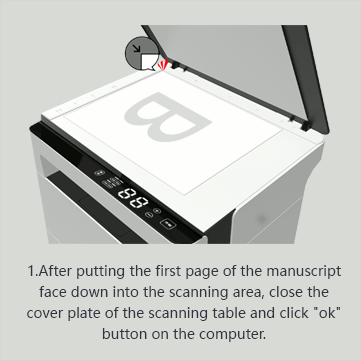 B
88
1.After putting the first page of the manuscript
face down into the scanning area, close the
cover plate of the scanning table and click "ok"
button on the computer.